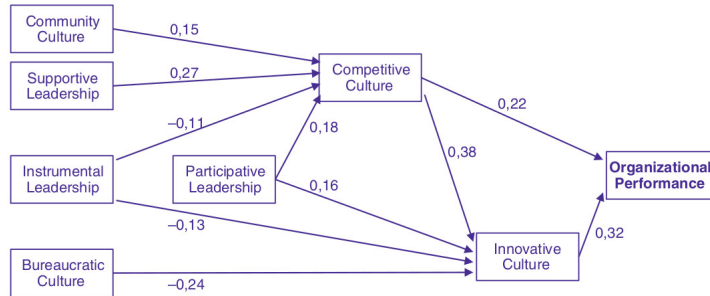 Community
Culture
0,15
Supportive
Leadership
0,27
Competitive
Culture
–0,11
0,18
0,22
0,38
Instrumental
Leadership
Participative
Leadership
0,16
Organizational
Performance
–0,13
0,32
Bureaucratic
Culture
–0,24
Innovative
Culture